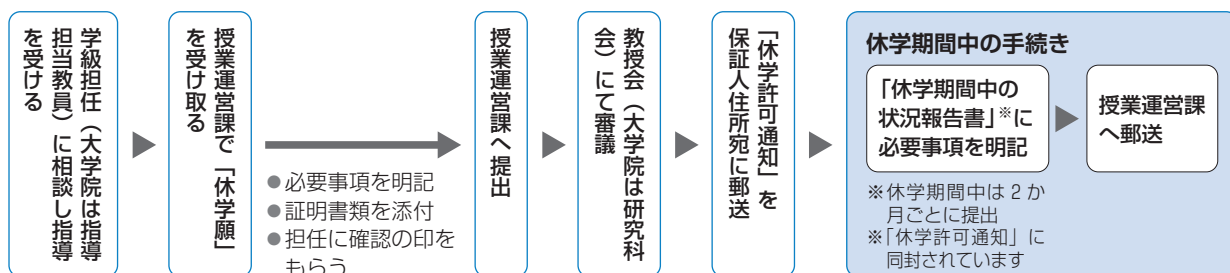 学級担任（大学院は指導
担当教員）に相談し指導
を受ける
授業運営課で「休学願」
を受け取る
●必要事項を明記
●証明書類を添付
●担任に確認の印を
もらう
授業運営課へ提出
教授会（大学院は研究科
会）にて審議
「休学許可通知」を
保証人住所宛に郵送
休学期間中の手続き
「休学期間中の
状況報告書」※に
必要事項を明記
授業運営課
へ郵送
※休学期間中は2か
月ごとに提出
※「休学許可通知」に
同封されています